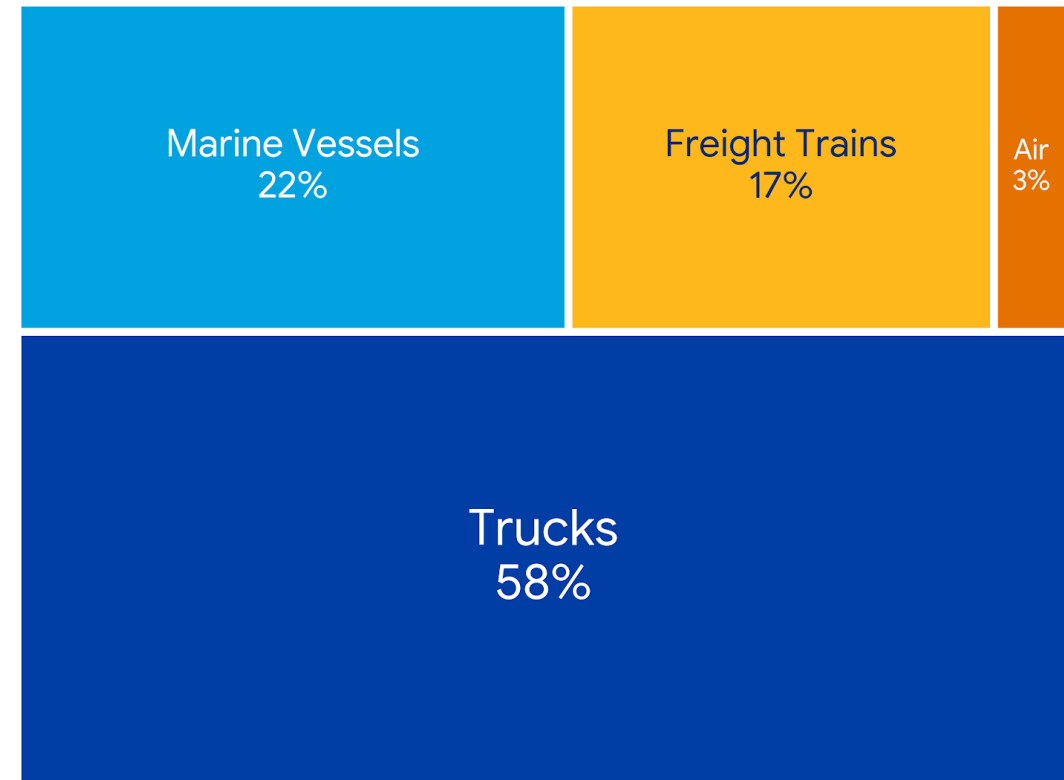 Marine Vessels
22%
Freight Trains
17%
Air
3%
Trucks
58%